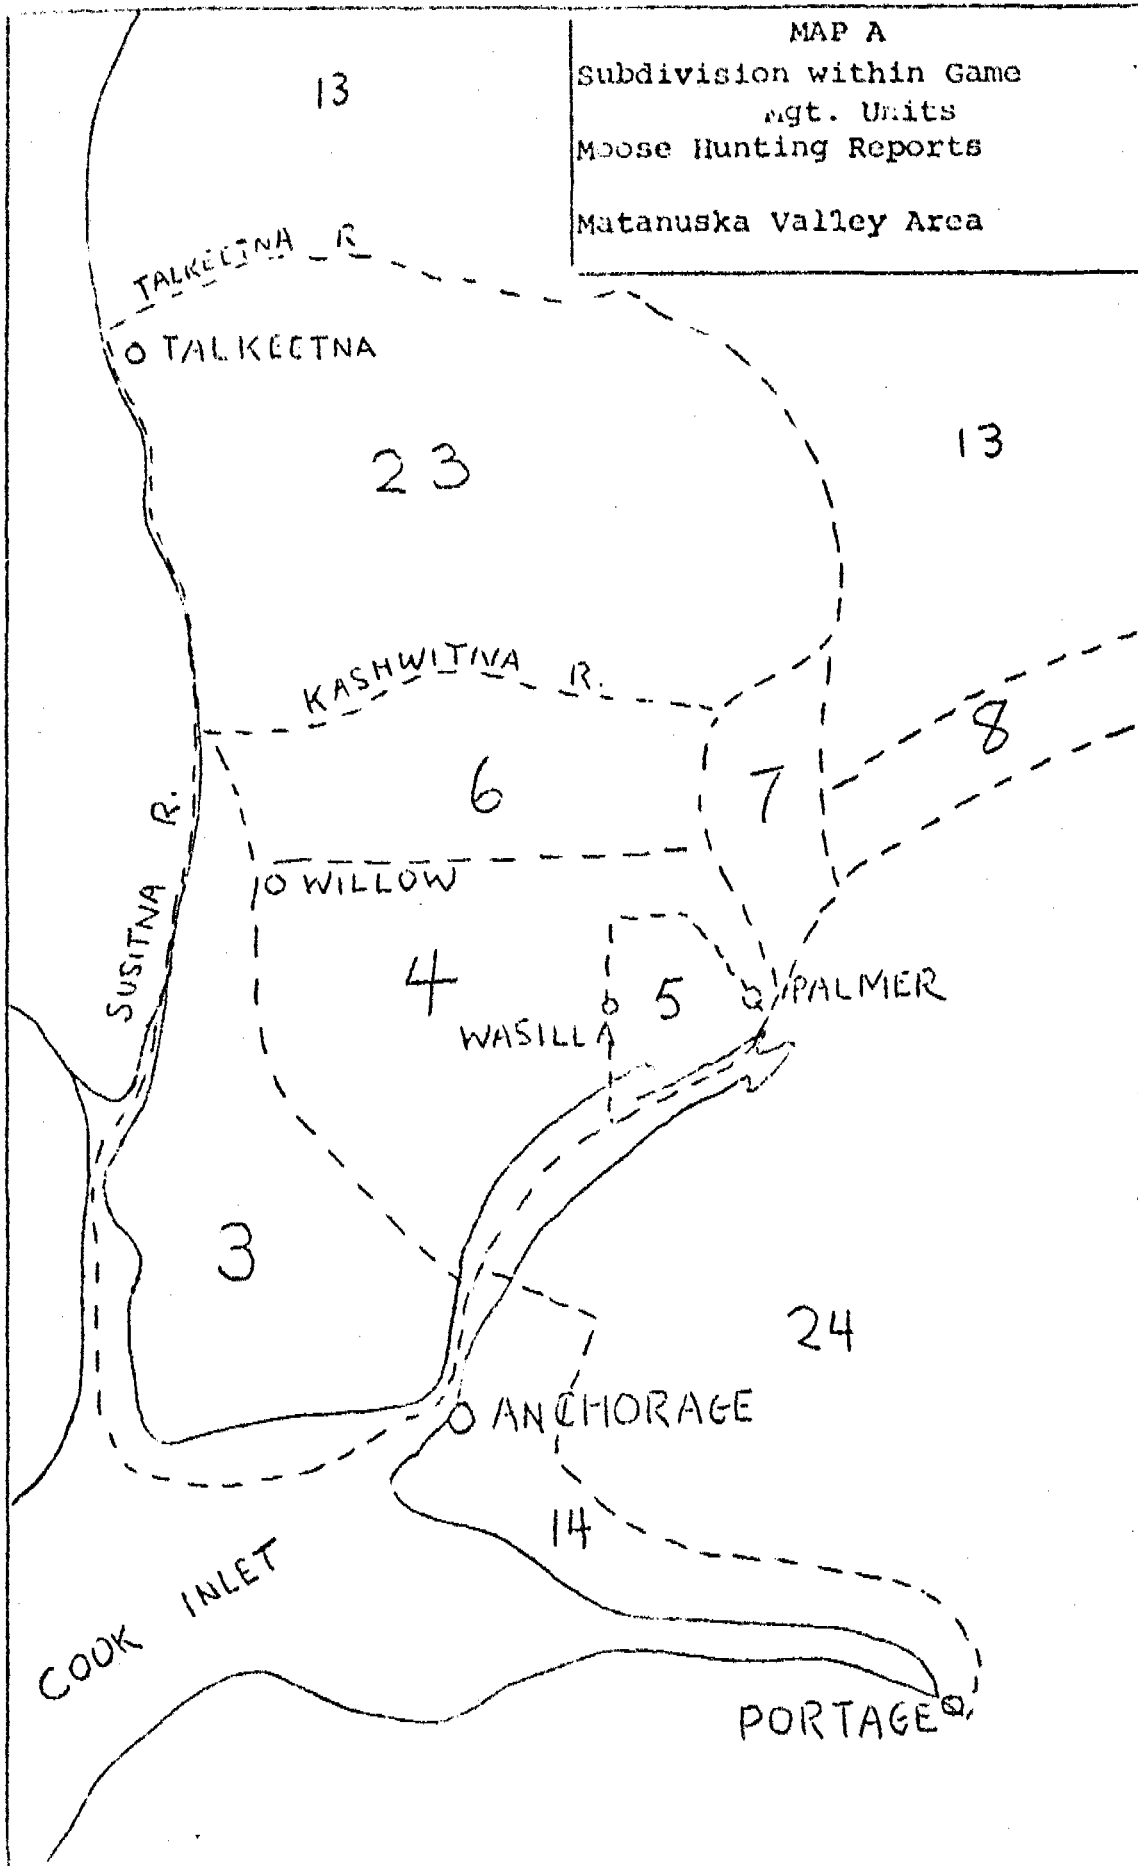 MAP A
Subdivision within Game
Mgt. Units
Moose Hunting Reports
Matanuska Valley Area
13
TALKEETNA R
TALKEETNA
23
13
KASHWITNA R.
8
6
7
SUSITNA R.
WILLOW
4
5
PALMER
WASILLA
3
24
ANCHORAGE
14
COOK INLET
PORTAGE